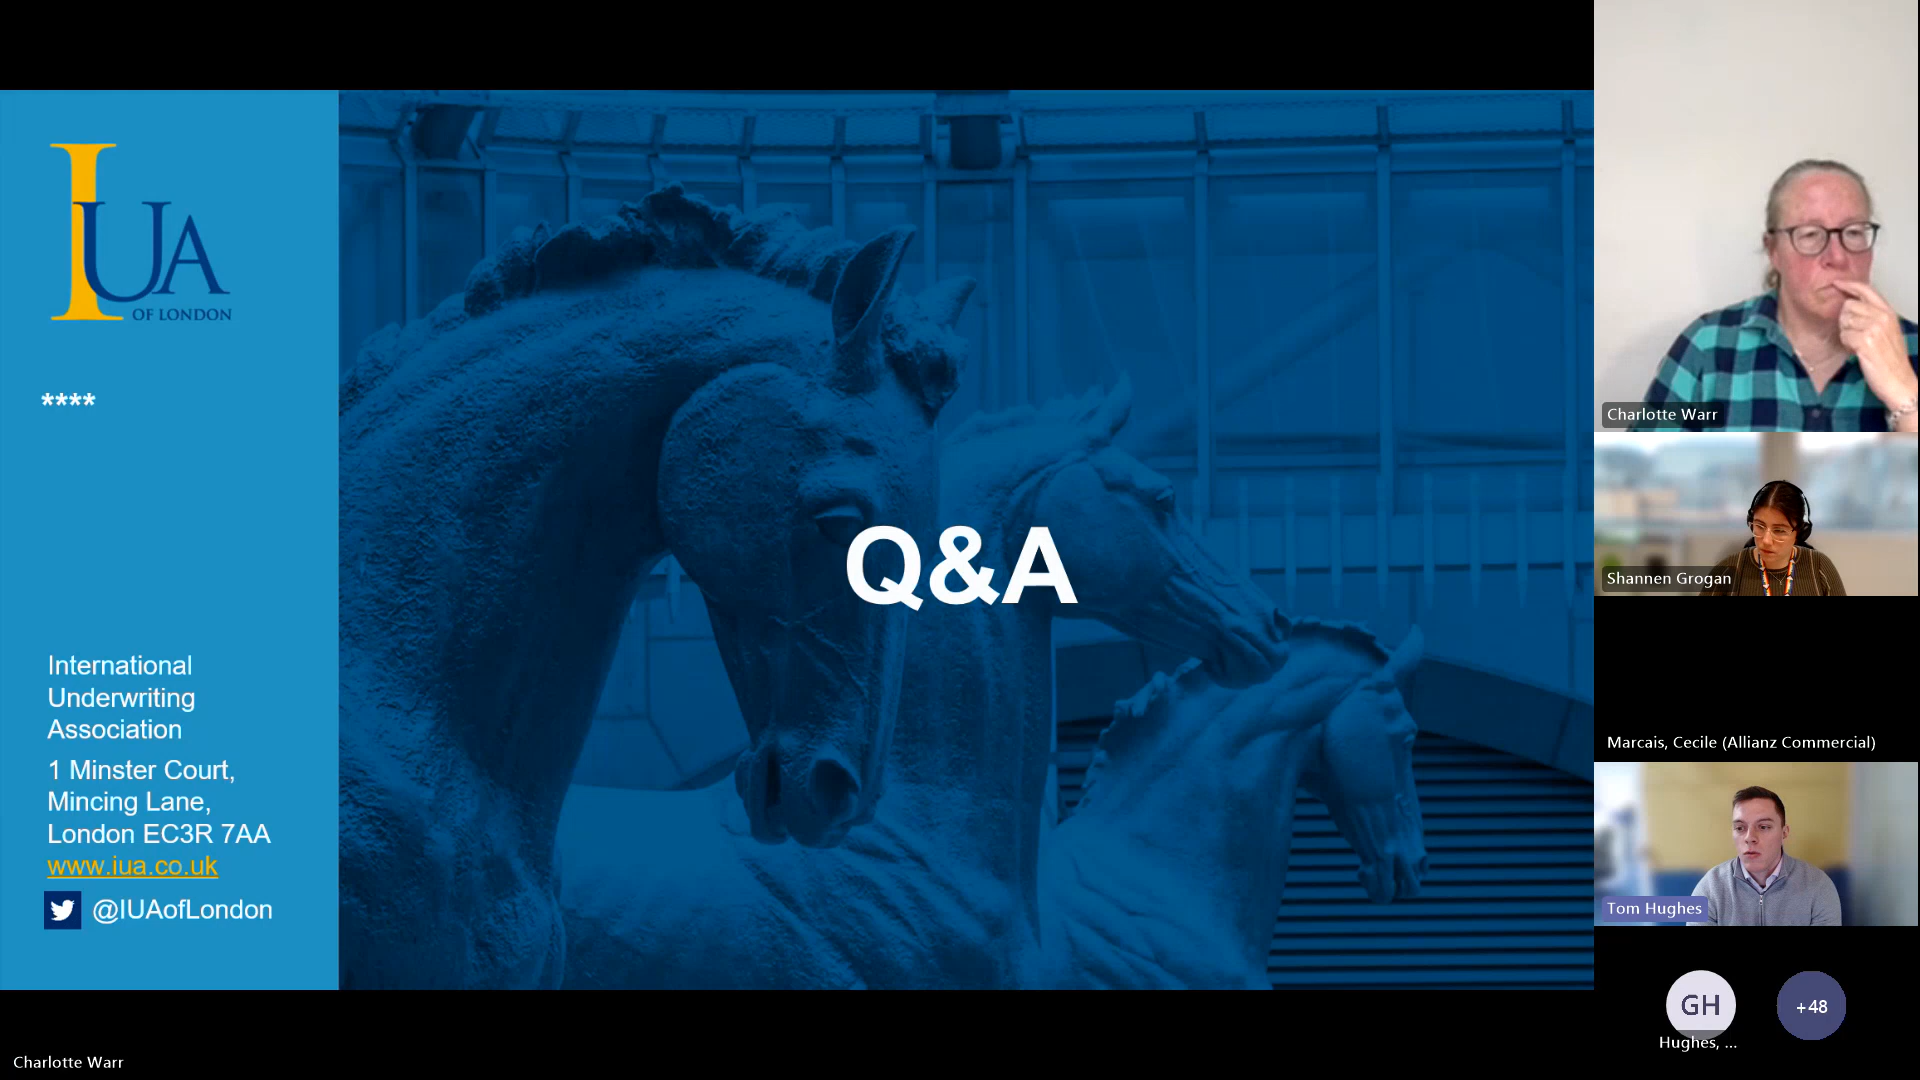 IUA
OF LONDON
****
International
Underwriting
Association
1 Minster Court,
Mincing Lane,
London EC3R 7AA
www.iua.co.uk
@IUAofLondon
Q&A
Charlotte Warr
Charlotte Warr
Shannen Grogan
Marcais, Cecile (Allianz Commercial)
Tom Hughes
GH
Hughes, ...
+48